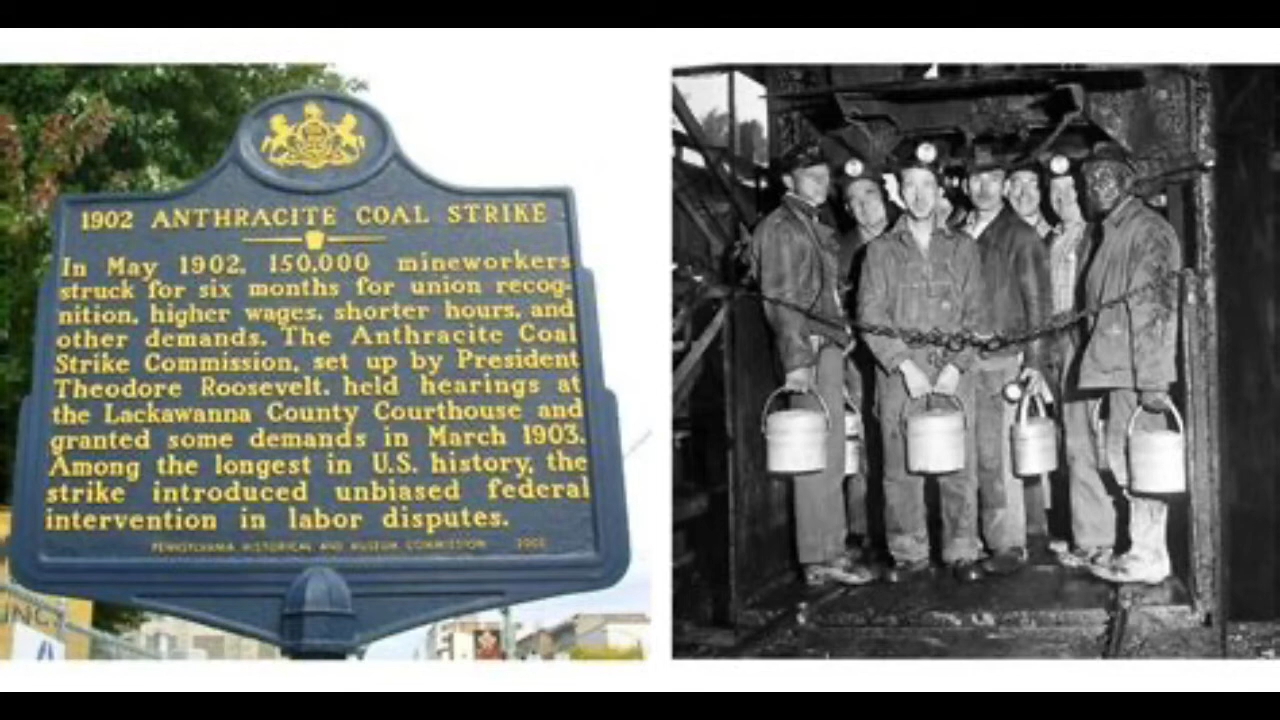 1902 ANTHRACITE COAL STRIKE
In May 1902, 150,000 mineworkers
struck for six months for union recog-
nition, higher wages, shorter hours, and
other demands. The Anthracite Coal
Strike Commission, set up by President
Theodore Roosevelt, held hearings at
the Lackawanna County Courthouse and
granted some demands in March 1903.
Among the longest in U.S. history, the
strike introduced unbiased federal
intervention in labor disputes.
PENNSYLVANIA HISTORICAL AND MUSEUM COMMISSION